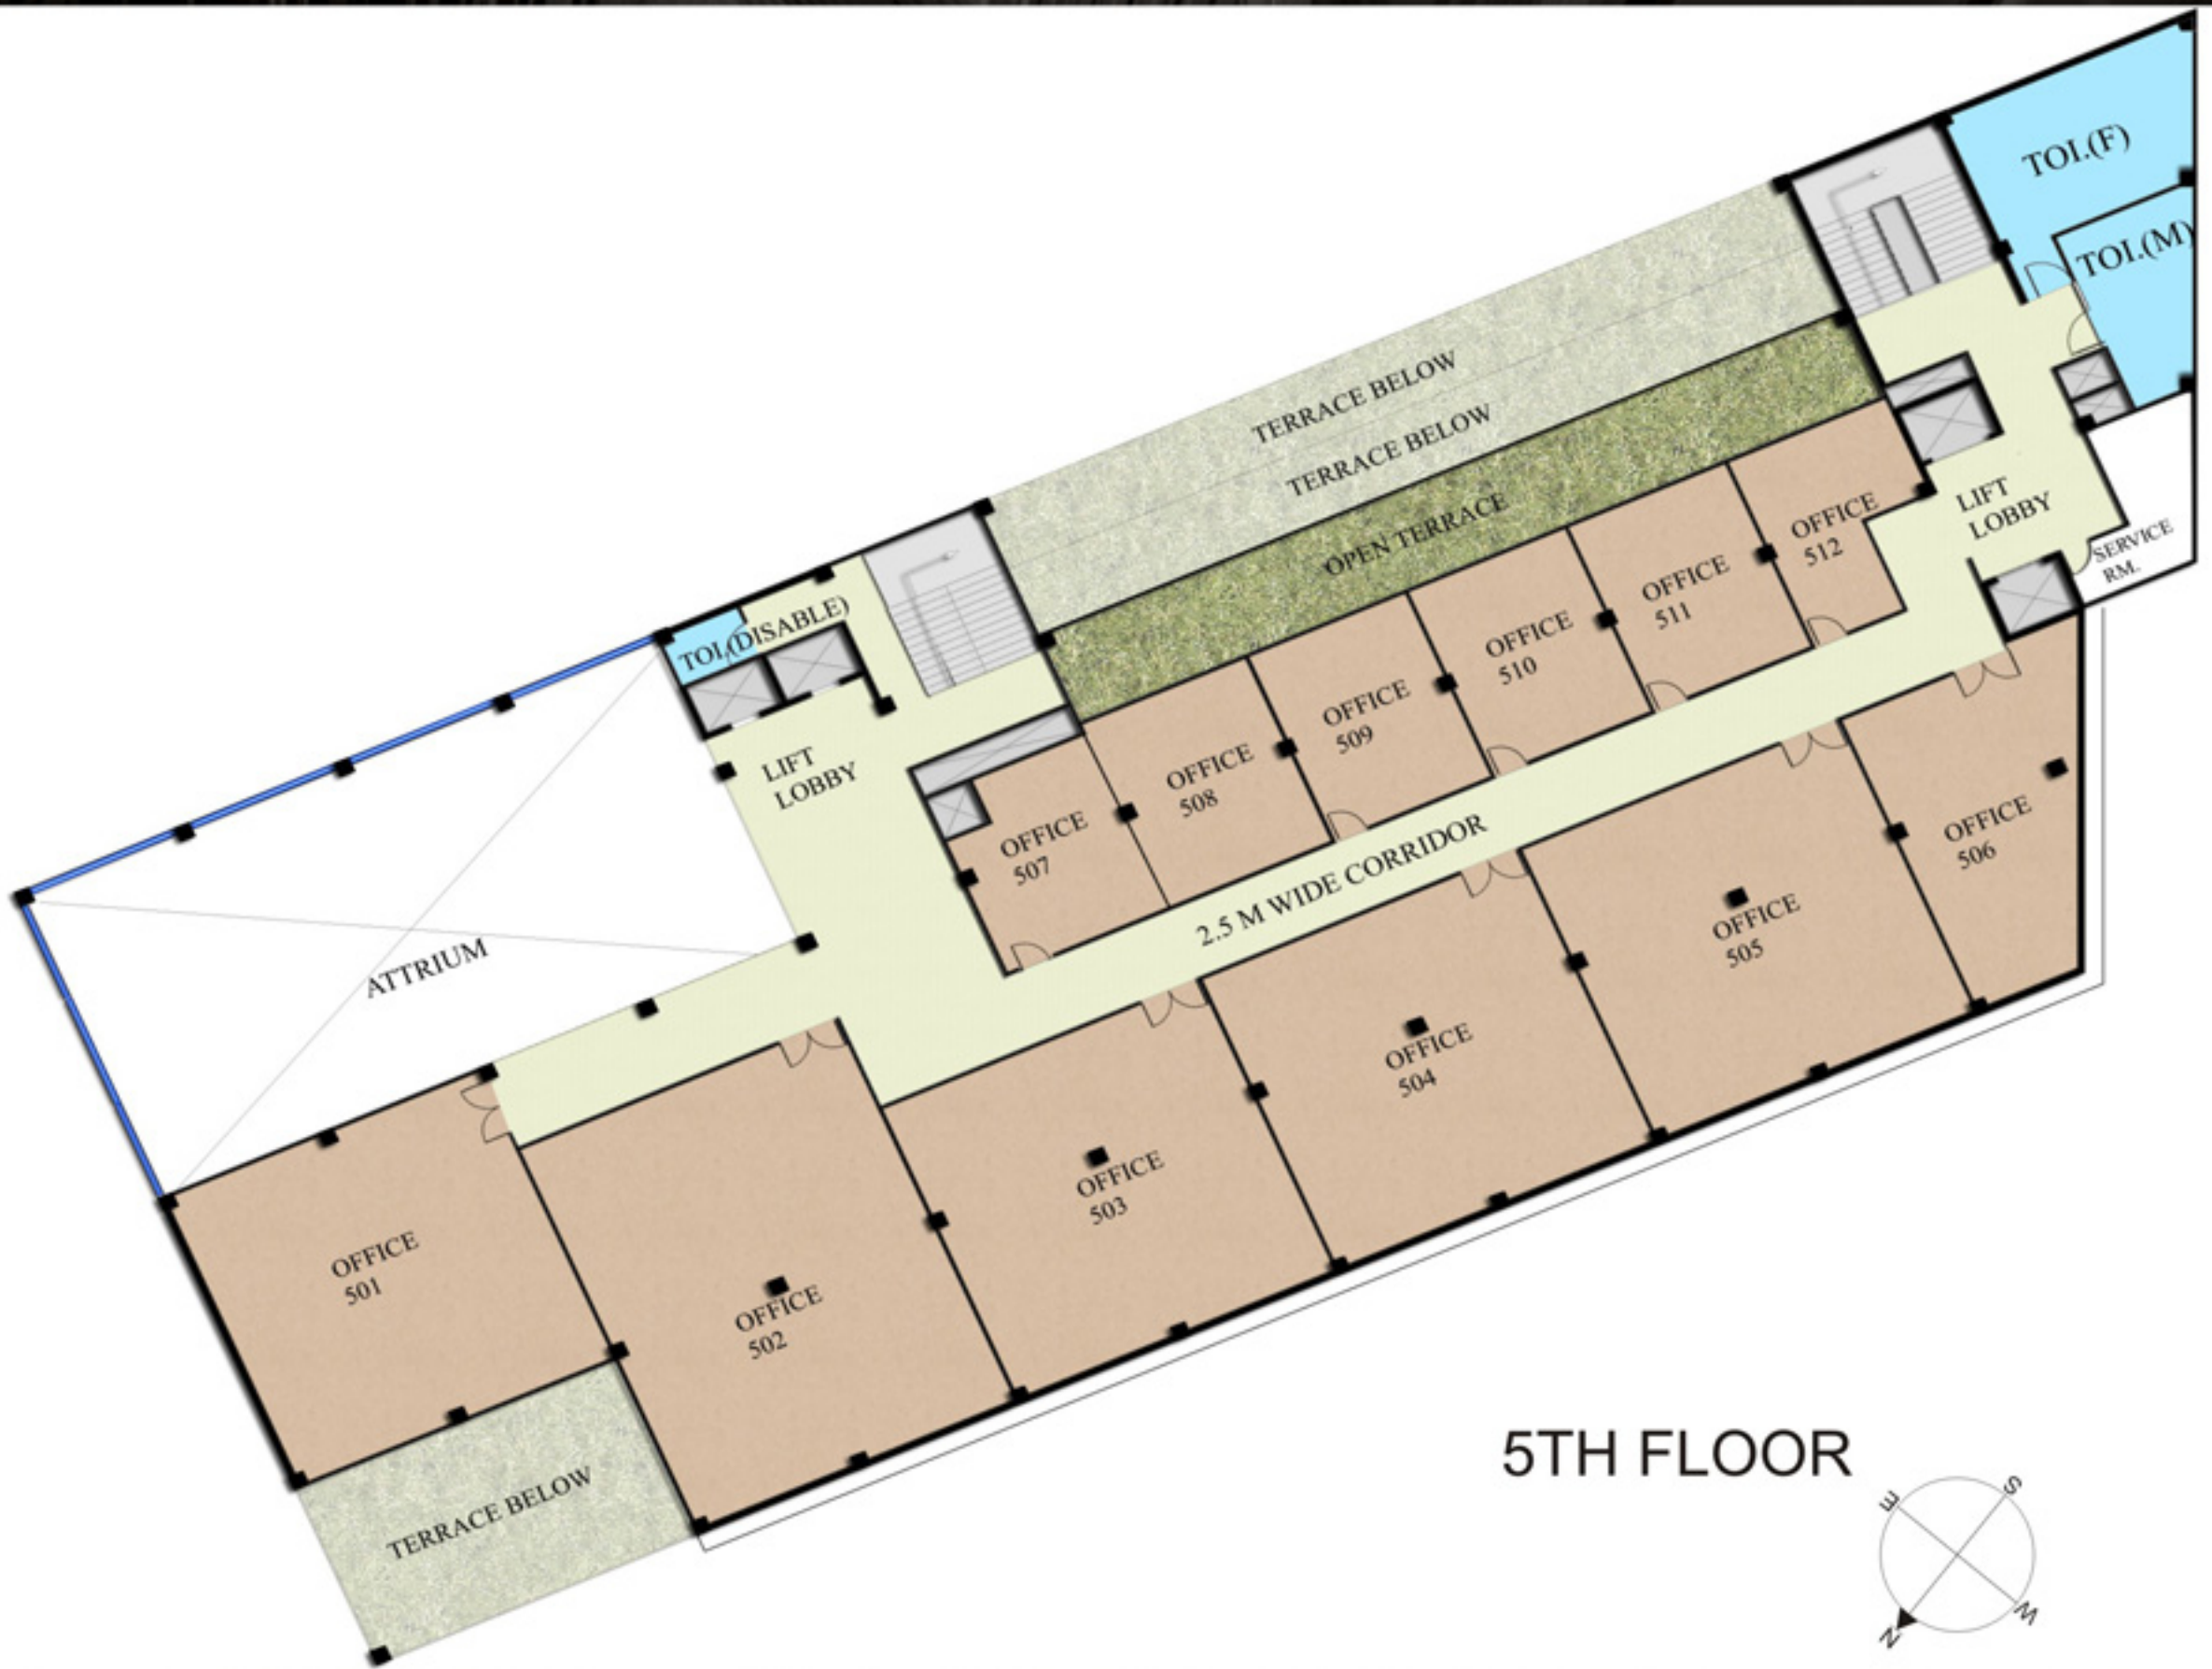 TOI.(F)
TOI.(M)
TERRACE BELOW
TERRACE BELOW
OPEN TERRACE
LIFT
LOBBY
SERVICE
RM.
TOI.(DISABLE)
LIFT
LOBBY
OFFICE
512
OFFICE
511
OFFICE
510
OFFICE
509
OFFICE
508
OFFICE
507
2.5 M WIDE CORRIDOR
ATTRIUM
OFFICE
506
OFFICE
505
OFFICE
504
OFFICE
503
OFFICE
502
OFFICE
501
TERRACE BELOW
5TH FLOOR
E
S
N
W